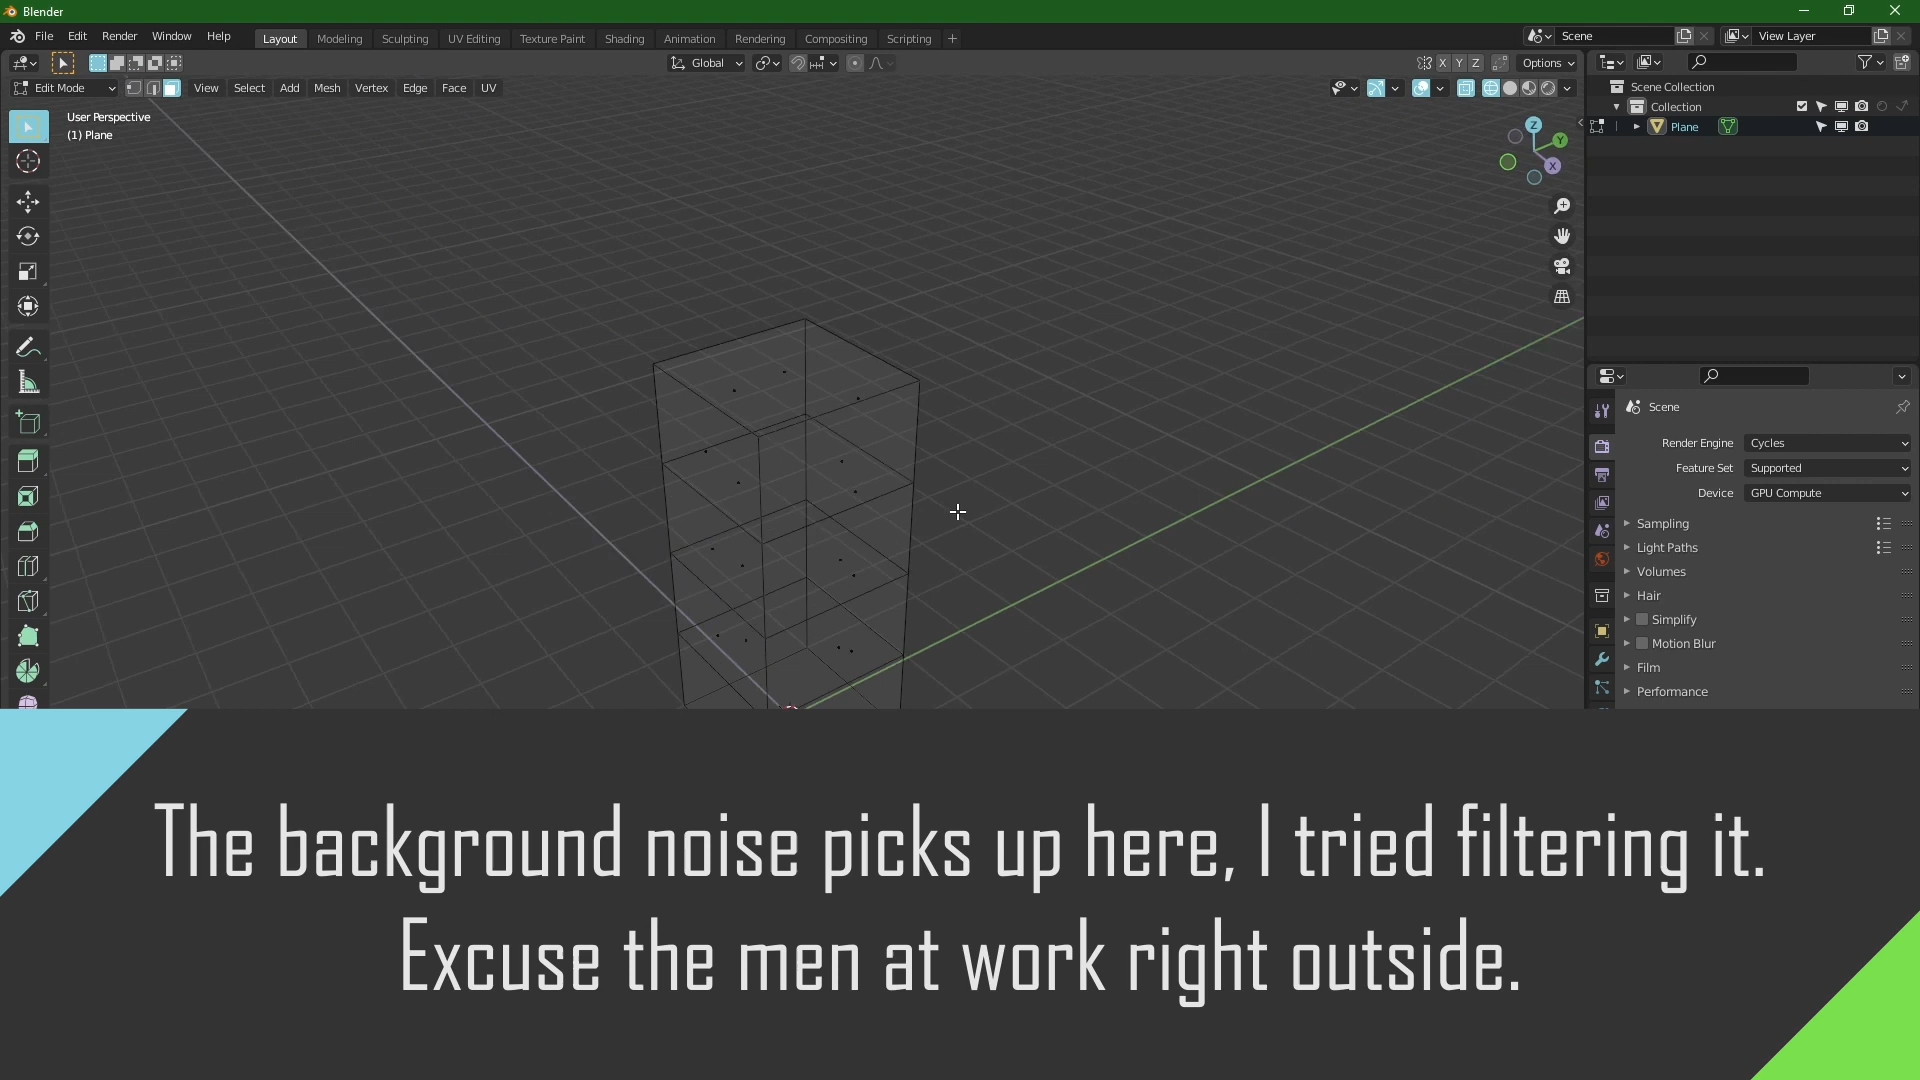 Blender
File Edit Render Window Help
Layout Modeling Sculpting UV Editing Texture Paint Shading Animation Rendering Compositing Scripting +
Scene
View Layer
Global
X Y Z
Options
Edit Mode
View Select Add Mesh Vertex Edge Face UV
User Perspective
(1) Plane
Z
Y
X
Scene Collection
Collection
Plane
Scene
Render Engine Cycles
Feature Set Supported
Device GPU Compute
Sampling
Light Paths
Volumes
Hair
Simplify
Motion Blur
Film
Performance
The background noise picks up here, I tried filtering it.
Excuse the men at work right outside.